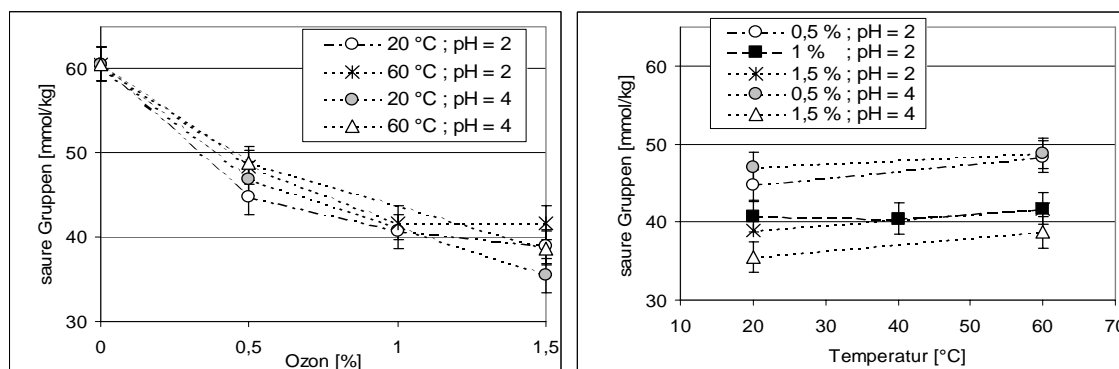 20 °C ; pH = 2
60 °C ; pH = 2
20 °C ; pH = 4
60 °C ; pH = 4
saure Gruppen [mmol/kg]
60
50
40
30
0
0,5
1
1,5
Ozon [%]
0,5 % ; pH = 2
1 % ; pH = 2
1,5 % ; pH = 2
0,5 % ; pH = 4
1,5 % ; pH = 4
saure Gruppen [mmol/kg]
60
50
40
30
10
20
30
40
50
60
70
Temperatur [°C]